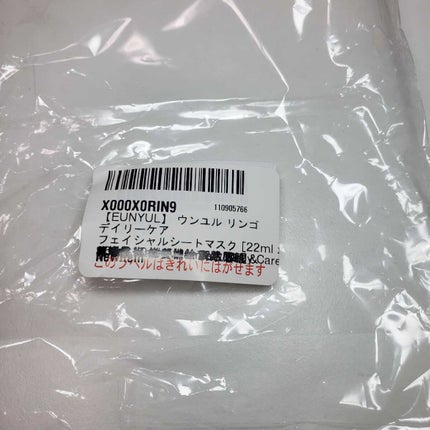 X000X0RIN9
110905766
【EUNYUL】 ウンユル リンゴ
デイリーケア
フェイシャルシートマスク [22ml
&Care
このラベルはきれいにはがせます